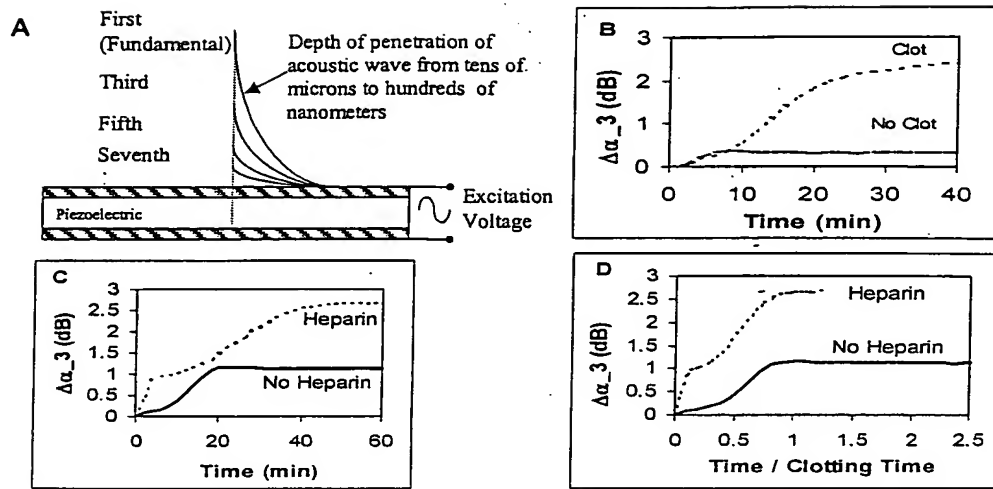 A
First
(Fundamental)
Third
Fifth
Seventh
Depth of penetration of
acoustic wave from tens of.
microns to hundreds of
nanometers
Piezoelectric
Excitation
Voltage
B
3
2
1
0
Δα_3 (dB)
Clot
No Clot
0 10 20 30 40
Time (min)
C
3
2.5
2
1.5
1
0.5
0
Δα_3 (dB)
Heparin
No Heparin
0 20 40 60
Time (min)
D
3
2.5
2
1.5
1
0.5
0
Δα_3 (dB)
Heparin
No Heparin
0 0.5 1 1.5 2 2.5
Time / Clotting Time